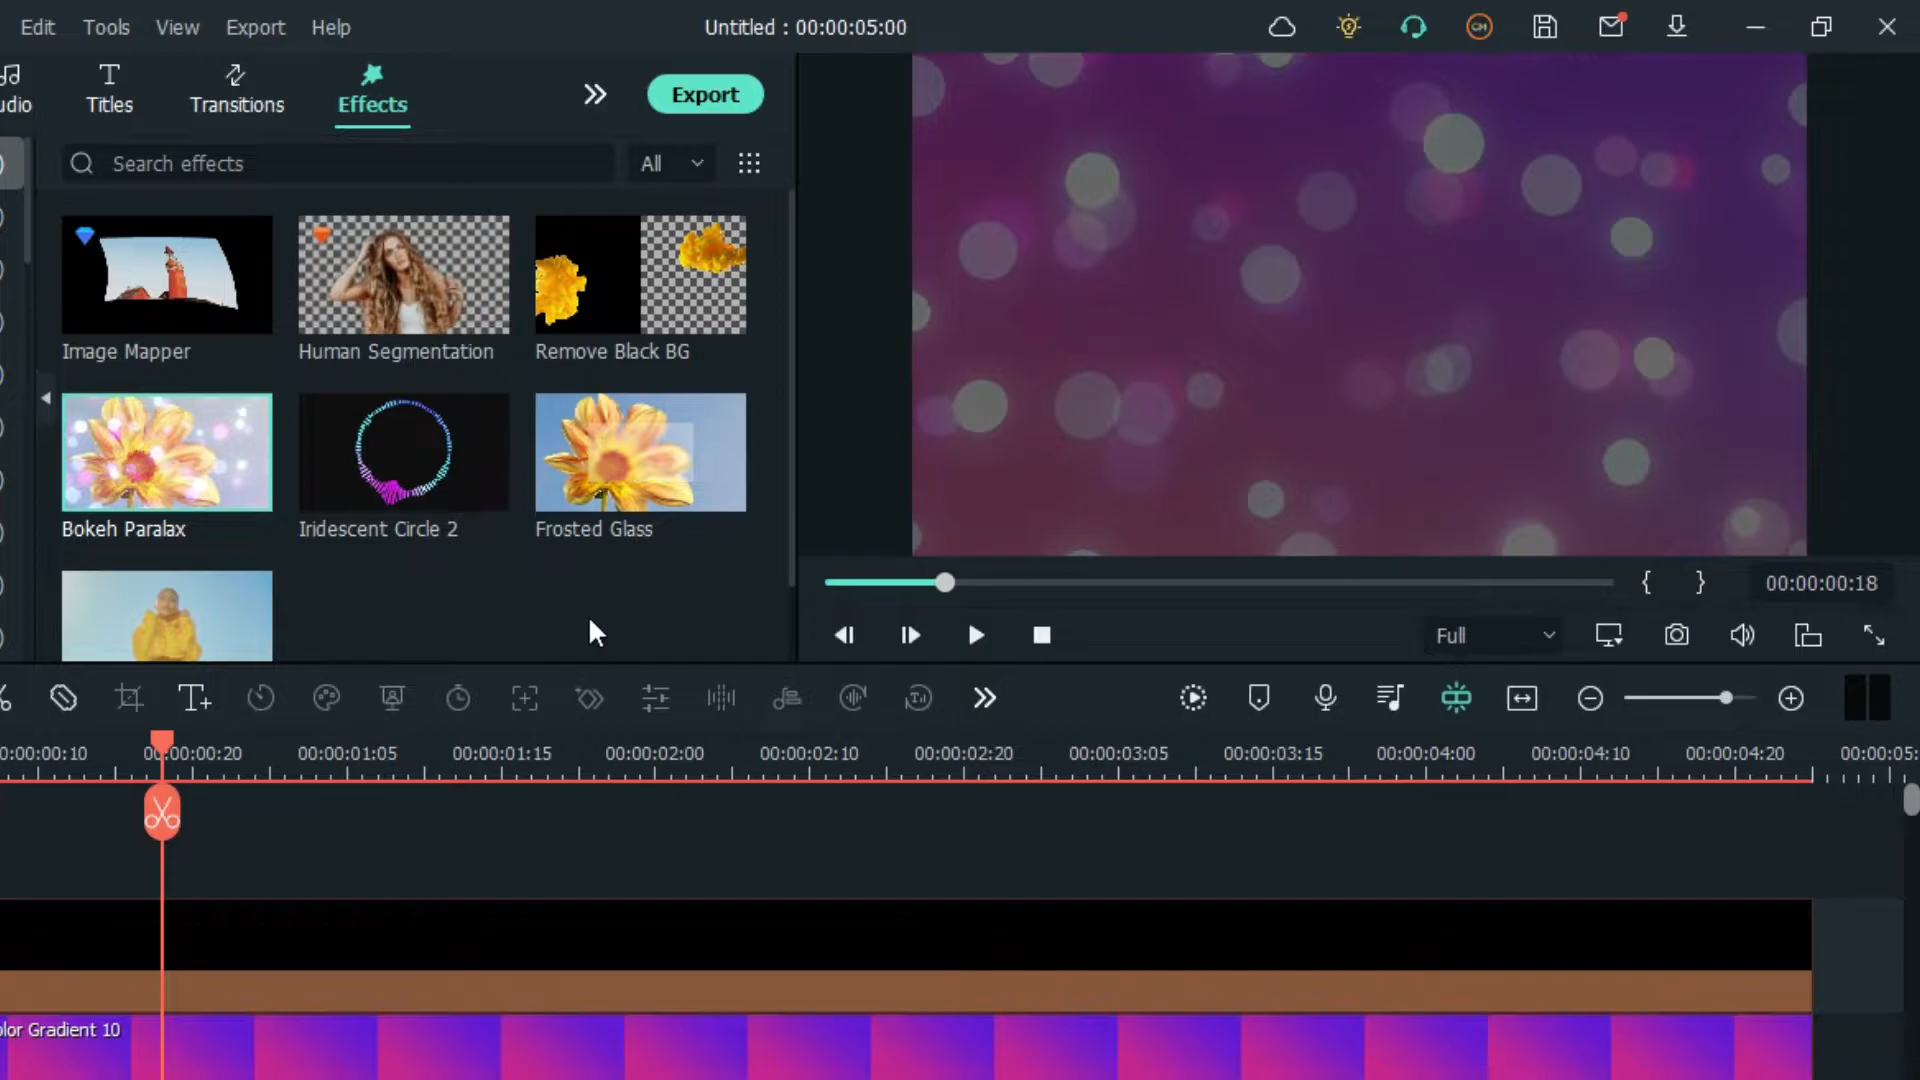 Edit Tools View Export Help Untitled : 00:00:05:00
CM
udio Titles Transitions Effects Export
Search effects All
Image Mapper Human Segmentation Remove Black BG
Bokeh Paralax Iridescent Circle 2 Frosted Glass
{ } 00:00:00:18
Full
0:00:00:10 00:00:00:20 00:00:01:05 00:00:01:15 00:00:02:00 00:00:02:10 00:00:02:20 00:00:03:05 00:00:03:15 00:00:04:00 00:00:04:10 00:00:04:20 00:00:05:
olor Gradient 10